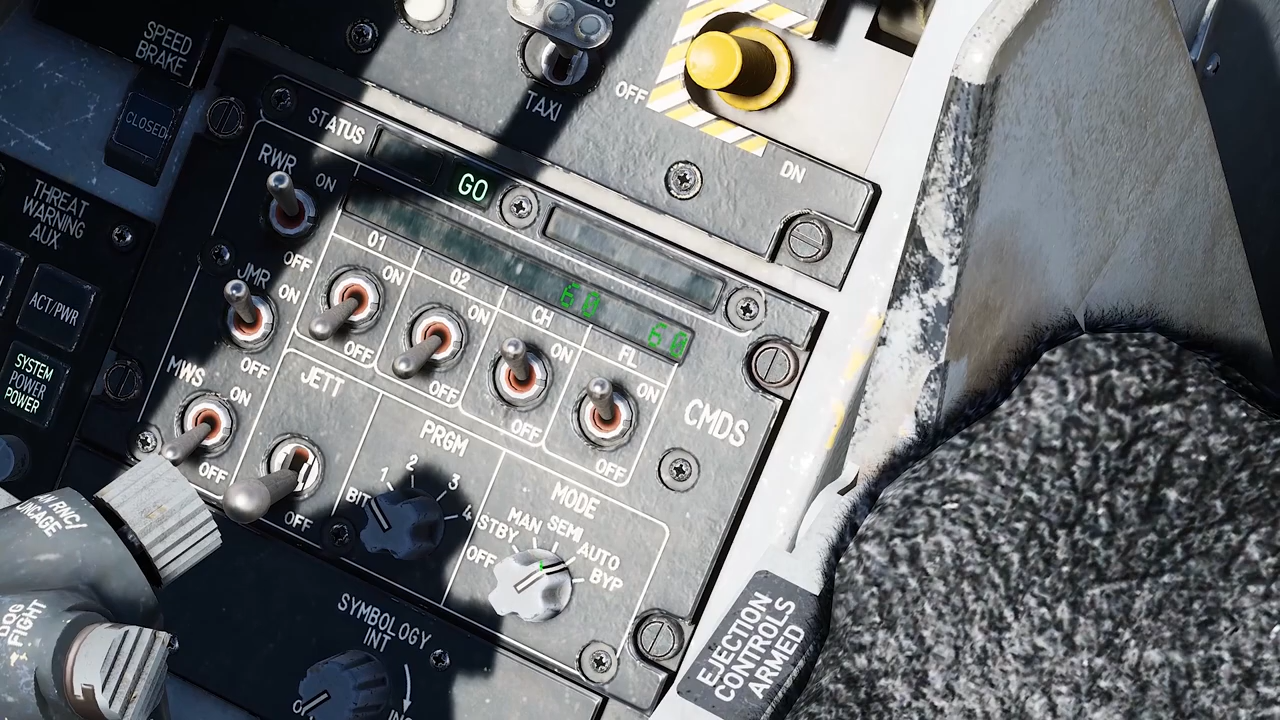 SPEED
BRAKE
CLOSED
TAXI
OFF
DN
STATUS
GO
RWR
ON
OFF
THREAT
WARNING
AUX
ACT/PWR
SYSTEM
POWER
POWER
JMR
ON
OFF
MWS
ON
OFF
01
ON
OFF
02
ON
OFF
60
CH
ON
OFF
60
FL
ON
OFF
CMDS
JETT
OFF
PRGM
BIT
1
2
3
4
MODE
OFF
STBY
MAN
SEMI
AUTO
BYP
SYMBOLOGY
INT
DOG
FIGHT
EJECTION
CONTROLS
ARMED